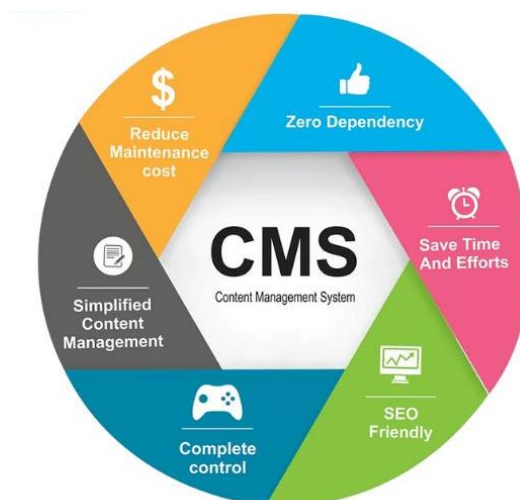 $
Reduce
Maintenance
cost
Zero Dependency
Save Time
And Efforts
SEO
Friendly
Complete
control
Simplified
Content
Management
CMS
Content Management System